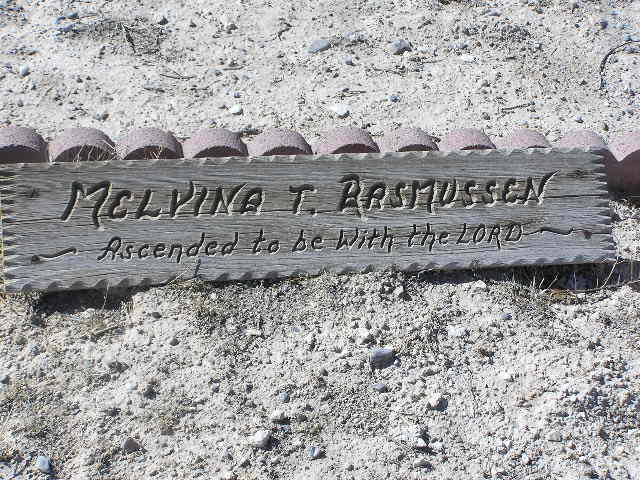 MELVINA T. RASMUSSEN
Ascended to be With the LORD